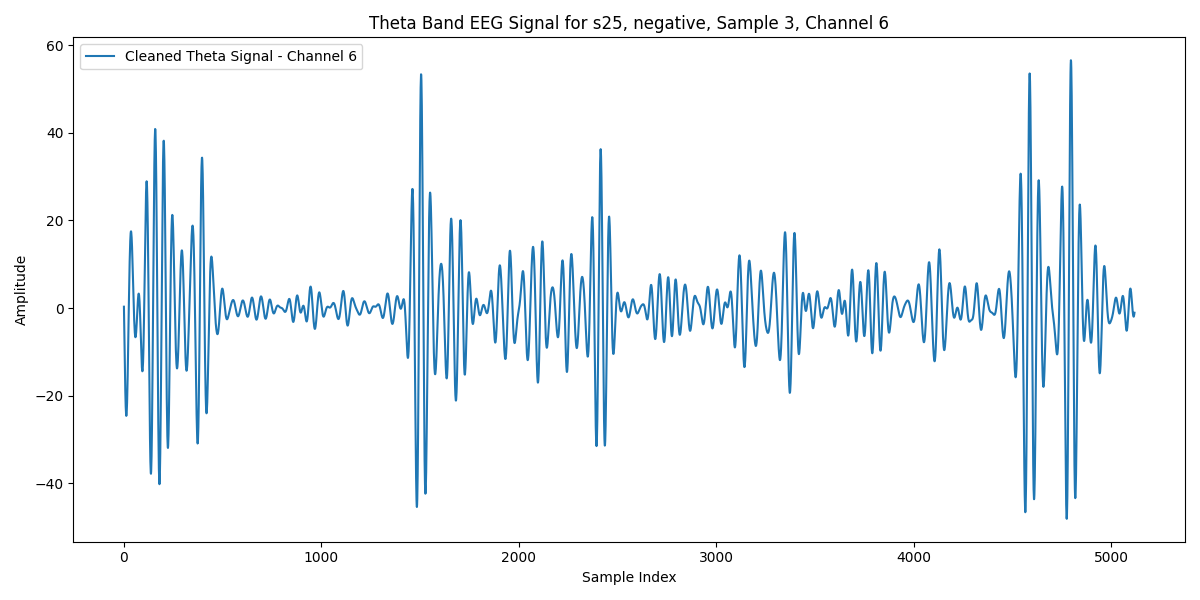 Theta Band EEG Signal for s25, negative, Sample 3, Channel 6
Cleaned Theta Signal - Channel 6
60
40
20
0
−20
−40
Amplitude
0 1000 2000 3000 4000 5000
Sample Index